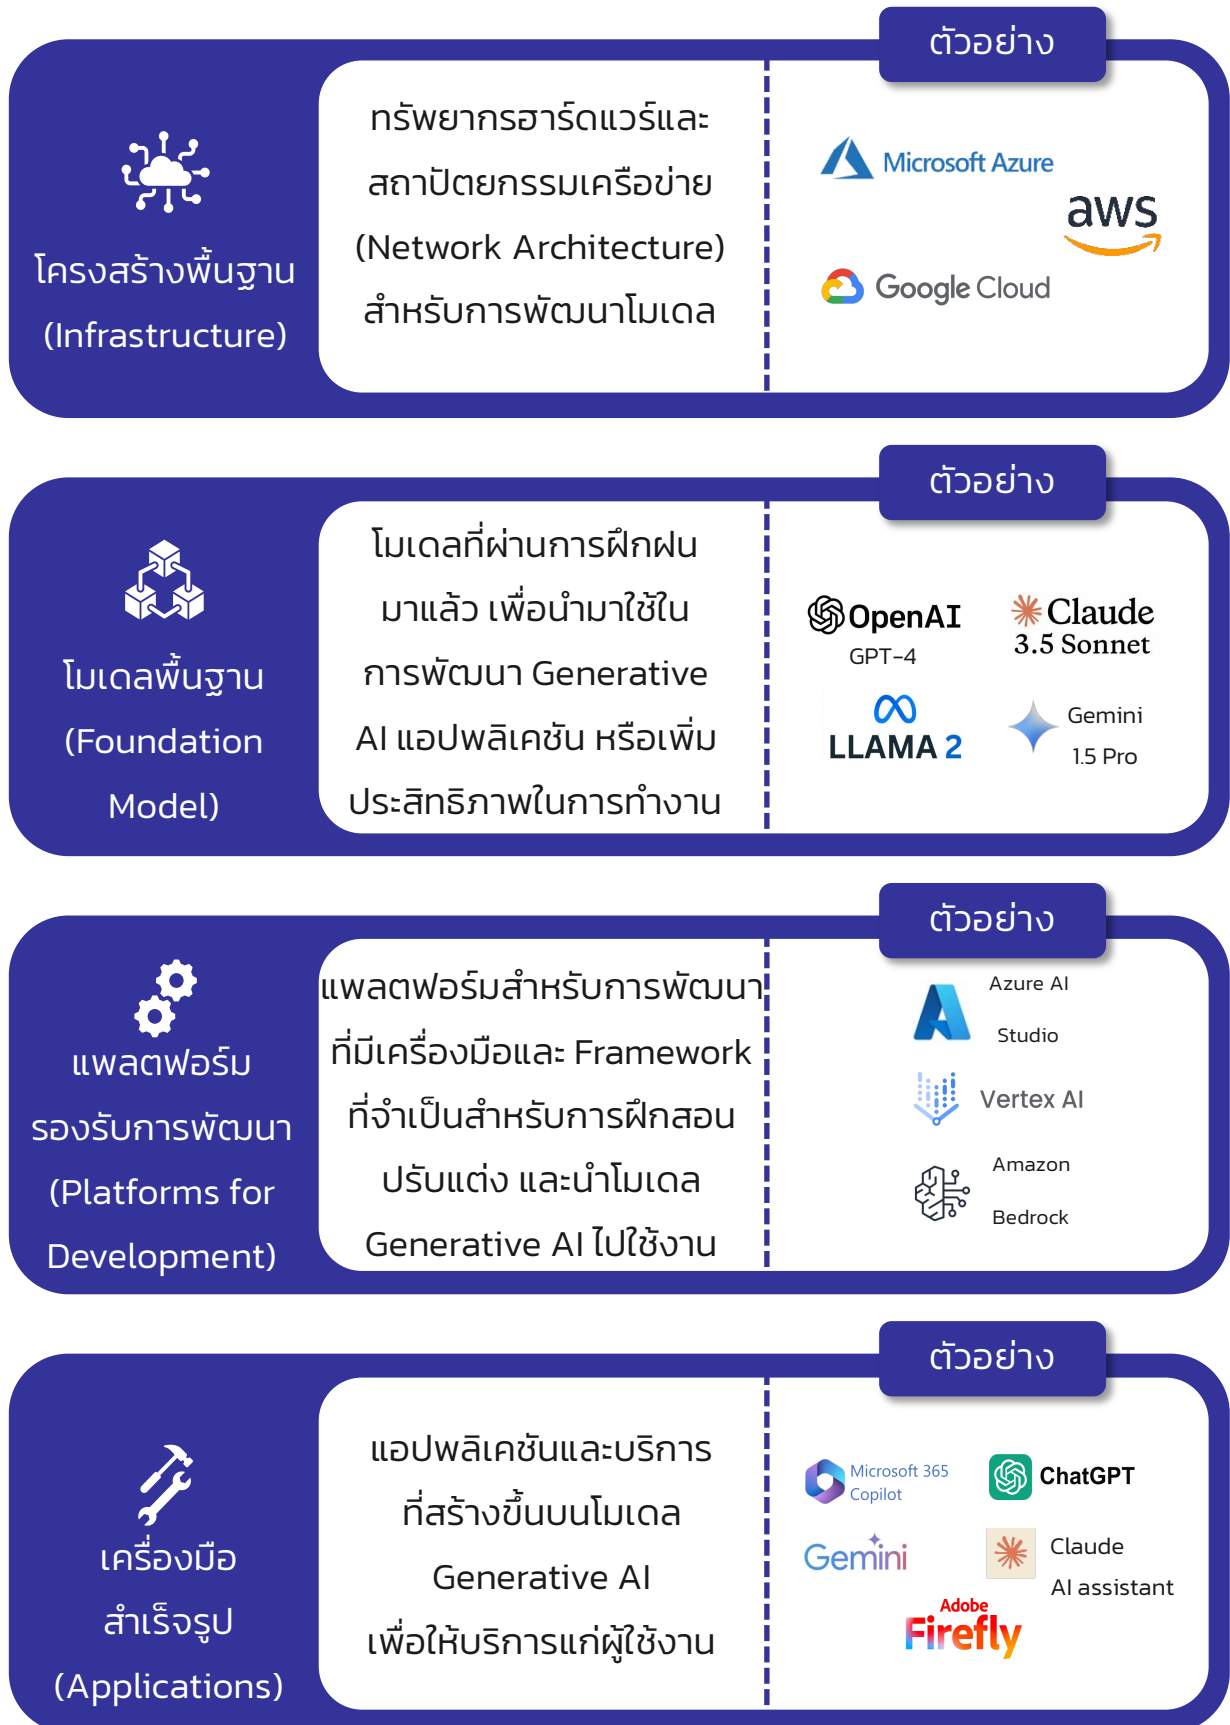 ตัวอย่าง
โครงสร้างพื้นฐาน
(Infrastructure)
ทรัพยากรฮาร์ดแวร์และ
สถาปัตยกรรมเครือข่าย
(Network Architecture)
สำหรับการพัฒนาโมเดล
Microsoft Azure
aws
Google Cloud
ตัวอย่าง
โมเดลพื้นฐาน
(Foundation
Model)
โมเดลที่ผ่านการฝึกฝน
มาแล้ว เพื่อนำมาใช้ใน
การพัฒนา Generative
AI แอปพลิเคชัน หรือเพิ่ม
ประสิทธิภาพในการทำงาน
OpenAI
GPT-4
Claude
3.5 Sonnet
LLAMA 2
Gemini
1.5 Pro
ตัวอย่าง
แพลตฟอร์ม
รองรับการพัฒนา
(Platforms for
Development)
แพลตฟอร์มสำหรับการพัฒนา
ที่มีเครื่องมือและ Framework
ที่จำเป็นสำหรับการฝึกสอน
ปรับแต่ง และนำโมเดล
Generative AI ไปใช้งาน
Azure AI
Studio
Vertex AI
Amazon
Bedrock
ตัวอย่าง
เครื่องมือ
สำเร็จรูป
(Applications)
แอปพลิเคชันและบริการ
ที่สร้างขึ้นบนโมเดล
Generative AI
เพื่อให้บริการแก่ผู้ใช้งาน
Microsoft 365
Copilot
ChatGPT
Gemini
Claude
AI assistant
Adobe
Firefly